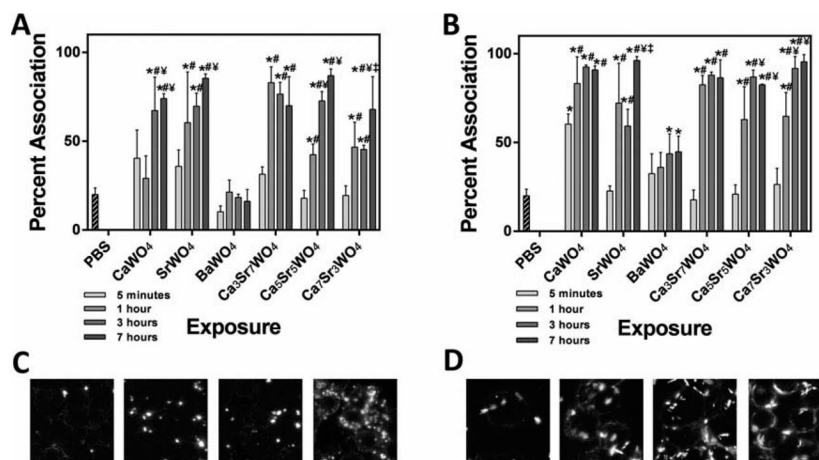 A
Percent Association
100
50
0
*#¥
*#¥
*#
*#
*#¥
*#
*#
*#
*#
*#¥
*#¥
*#
*#
*#¥‡
PBS
CaWO4
SrWO4
BaWO4
Ca3Sr7WO4
Ca5Sr5WO4
Ca7Sr3WO4
5 minutes
1 hour
3 hours
7 hours
Exposure
B
Percent Association
100
50
0
*
*#
*#
*#
*#
*#
*#¥‡
*
*
*#
*#
*#
*#
*#¥
*#¥
*#¥
*#¥
*#¥
PBS
CaWO4
SrWO4
BaWO4
Ca3Sr7WO4
Ca5Sr5WO4
Ca7Sr3WO4
5 minutes
1 hour
3 hours
7 hours
Exposure
C
D